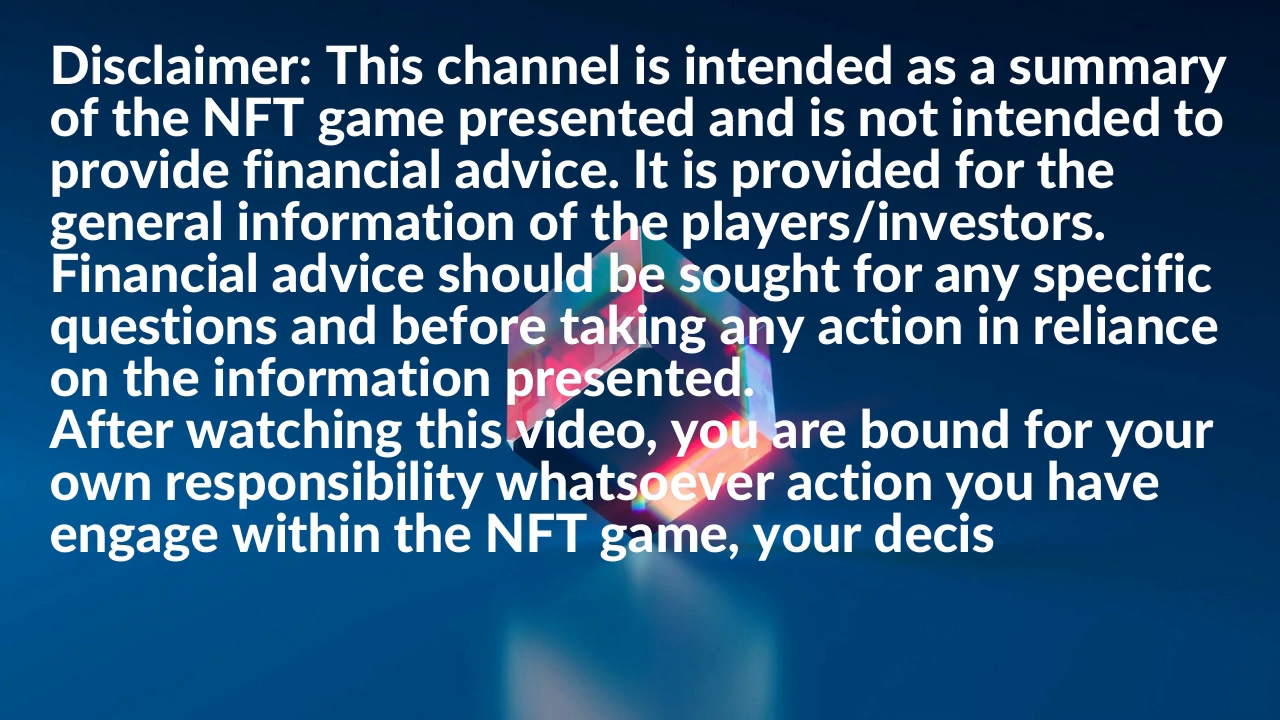 Disclaimer: This channel is intended as a summary
of the NFT game presented and is not intended to
provide financial advice. It is provided for the
general information of the players/investors.
Financial advice should be sought for any specific
questions and before taking any action in reliance
on the information presented.
After watching this video, you are bound for your
own responsibility whatsoever action you have
engage within the NFT game, your decis